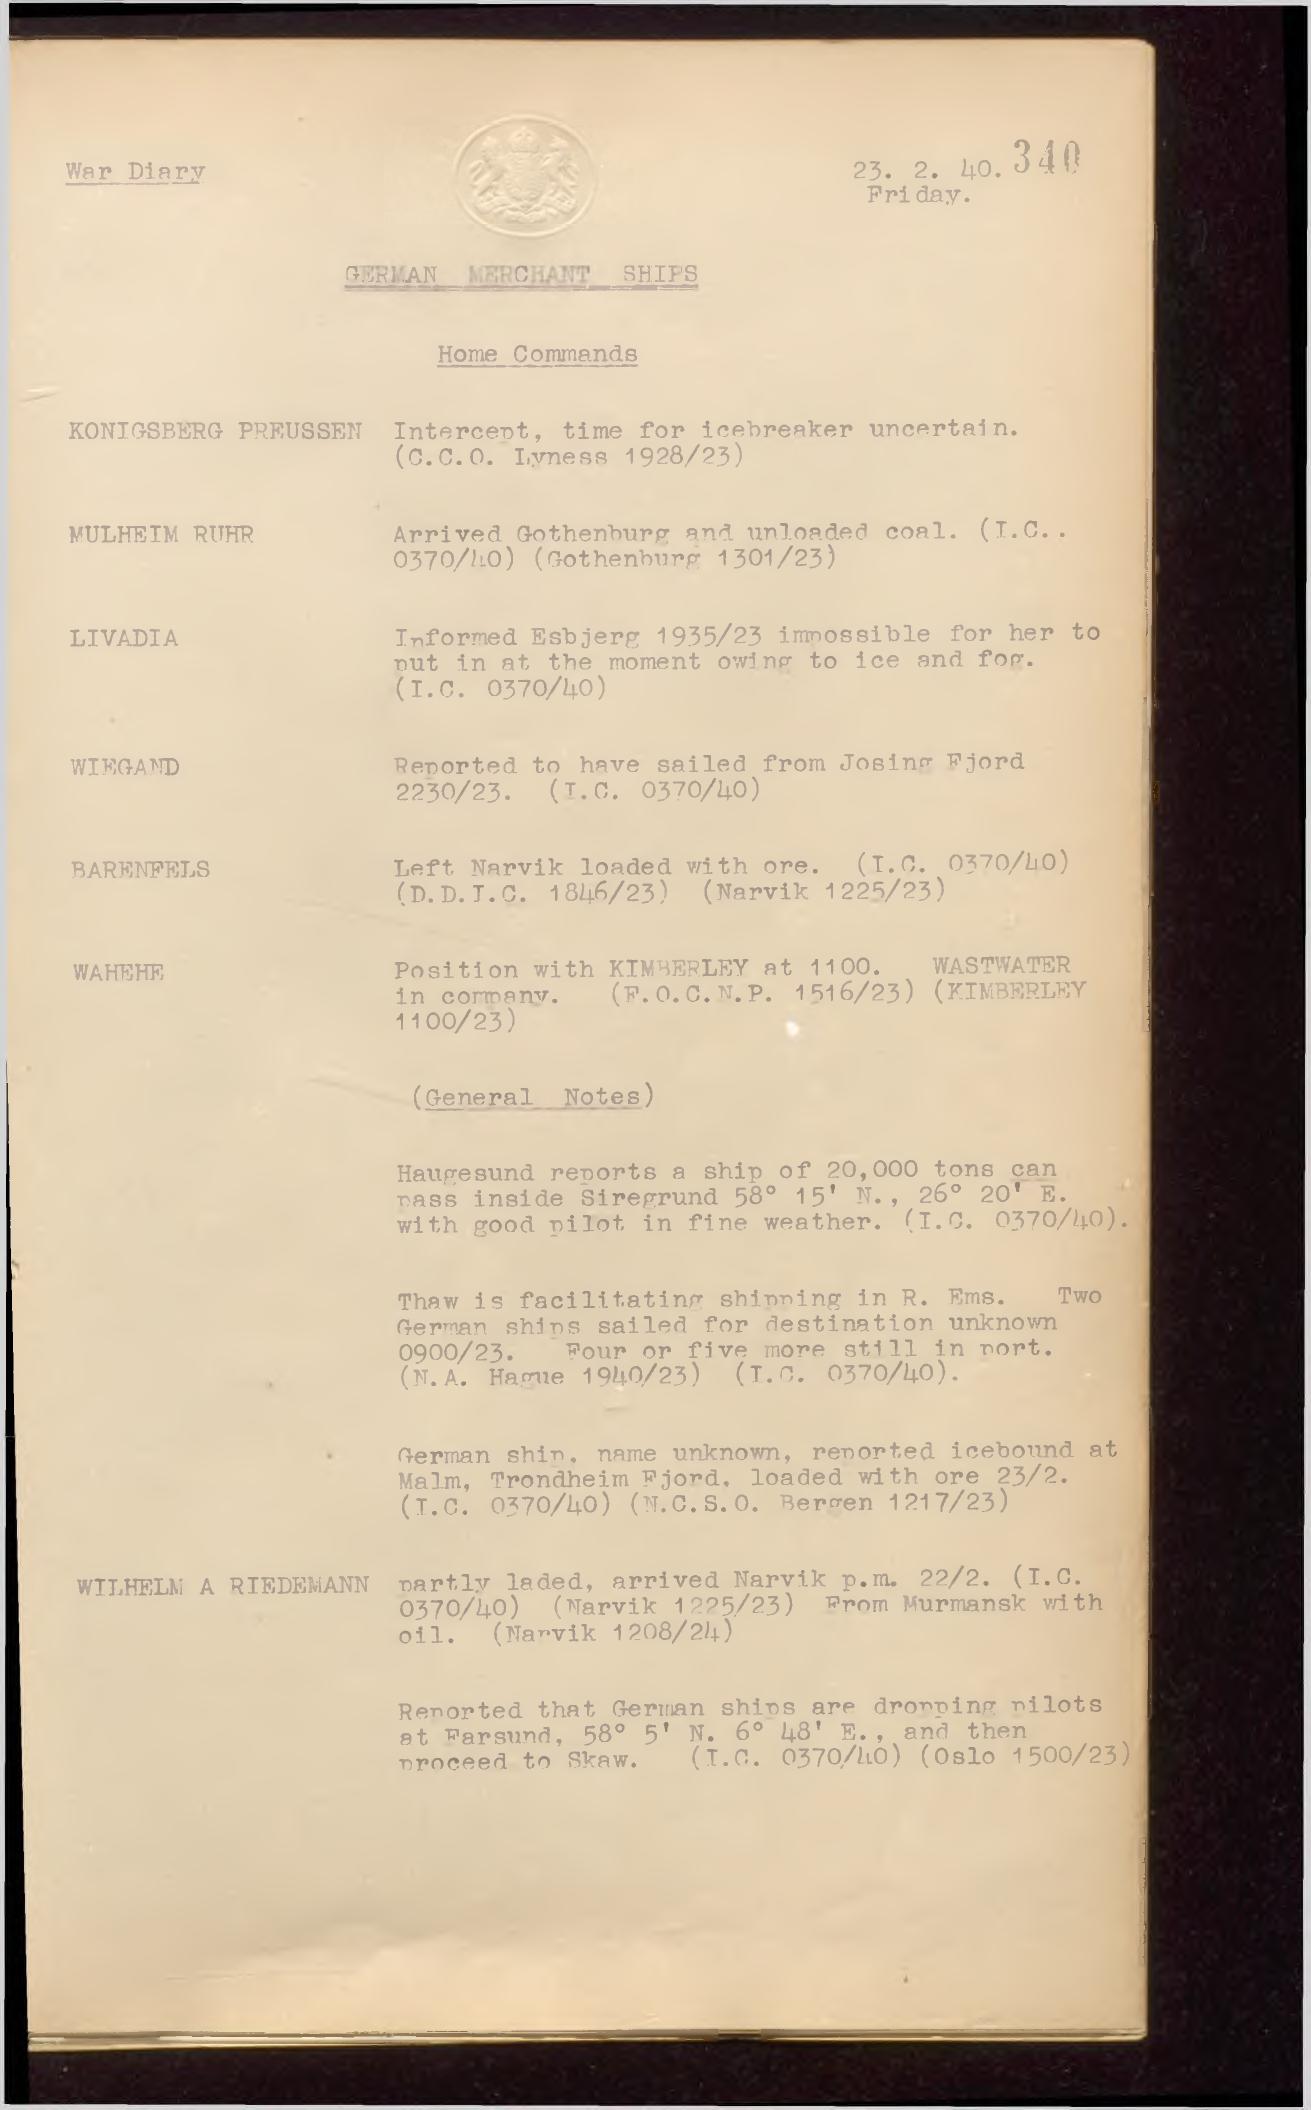 War Diary
23. 2. 40. 340
Friday.
GERMAN MERCHANT SHIPS
Home Commands
KONIGSBERG PREUSSEN Intercept, time for icebreaker uncertain.
(C.C.O. Lyness 1928/23)
MULHEIM RUHR Arrived Gothenburg and unloaded coal. (I.C..
0370/40) (Gothenburg 1301/23)
LIVADIA Informed Esbjerg 1935/23 impossible for her to
put in at the moment owing to ice and fog.
(I.C. 0370/40)
WIEGAND Reported to have sailed from Josing Fjord
2230/23. (I.C. 0370/40)
BARENFELS Left Narvik loaded with ore. (I.C. 0370/40)
(D.D.I.C. 1846/23) (Narvik 1225/23)
WAHEHE Position with KIMBERLEY at 1100. WASTWATER
in company. (F.O.C.N.P. 1516/23) (KIMBERLEY
1100/23)
(General Notes)
Haugesund reports a ship of 20,000 tons can
pass inside Siregrund 58° 15' N., 26° 20' E.
with good pilot in fine weather. (I.C. 0370/40).
Thaw is facilitating shipping in R. Ems. Two
German ships sailed for destination unknown
0900/23. Four or five more still in port.
(N.A. Hague 1940/23) (I.C. 0370/40).
German ship, name unknown, reported icebound at
Malm, Trondheim Fjord, loaded with ore 23/2.
(I.C. 0370/40) (N.C.S.O. Bergen 1217/23)
WILHELM A RIEDEMANN partly laded, arrived Narvik p.m. 22/2. (I.C.
0370/40) (Narvik 1225/23) From Murmansk with
oil. (Narvik 1208/24)
Reported that German ships are dropping pilots
at Farsund, 58° 5' N. 6° 48' E., and then
proceed to Skaw. (I.C. 0370/40) (Oslo 1500/23)